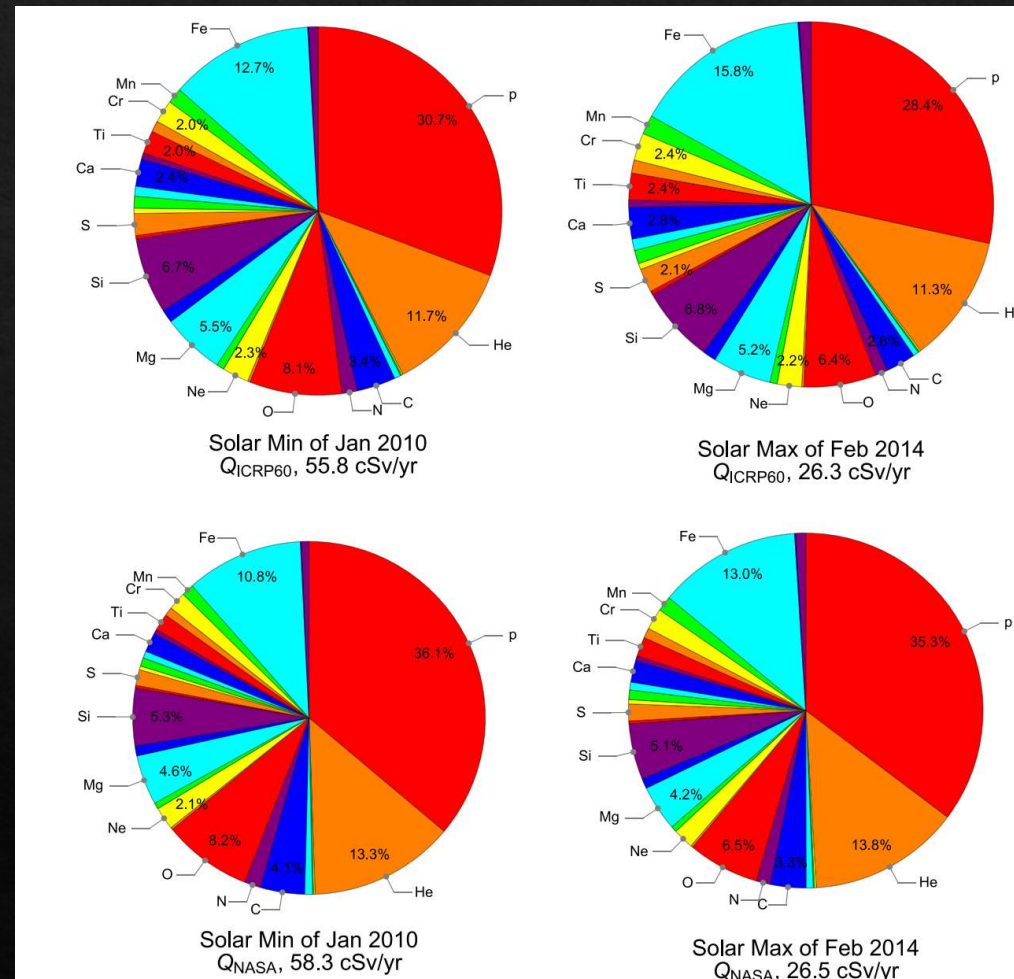 Fe
12.7%
Mn
Cr
2.0%
Ti
2.0%
Ca
2.4%
S
Si
6.7%
Mg
5.5%
Ne
2.3%
O
8.1%
N
C
3.4%
He
11.7%
p
30.7%
Solar Min of Jan 2010
QICRP60, 55.8 cSv/yr
Fe
15.8%
Mn
Cr
2.4%
Ti
2.4%
Ca
2.8%
S
2.1%
Si
6.8%
Mg
5.2%
Ne
2.2%
O
6.4%
N
C
2.6%
H
11.3%
p
28.4%
Solar Max of Feb 2014
QICRP60, 26.3 cSv/yr
Fe
10.8%
Mn
Cr
Ti
Ca
S
Si
5.3%
Mg
4.6%
Ne
2.1%
O
8.2%
N
C
4.1%
He
13.3%
p
36.1%
Solar Min of Jan 2010
QNASA, 58.3 cSv/yr
Fe
13.0%
Mn
Cr
Ti
Ca
S
Si
5.1%
Mg
4.2%
Ne
O
6.5%
N
C
3.3%
He
13.8%
p
35.3%
Solar Max of Feb 2014
QNASA, 26.5 cSv/yr